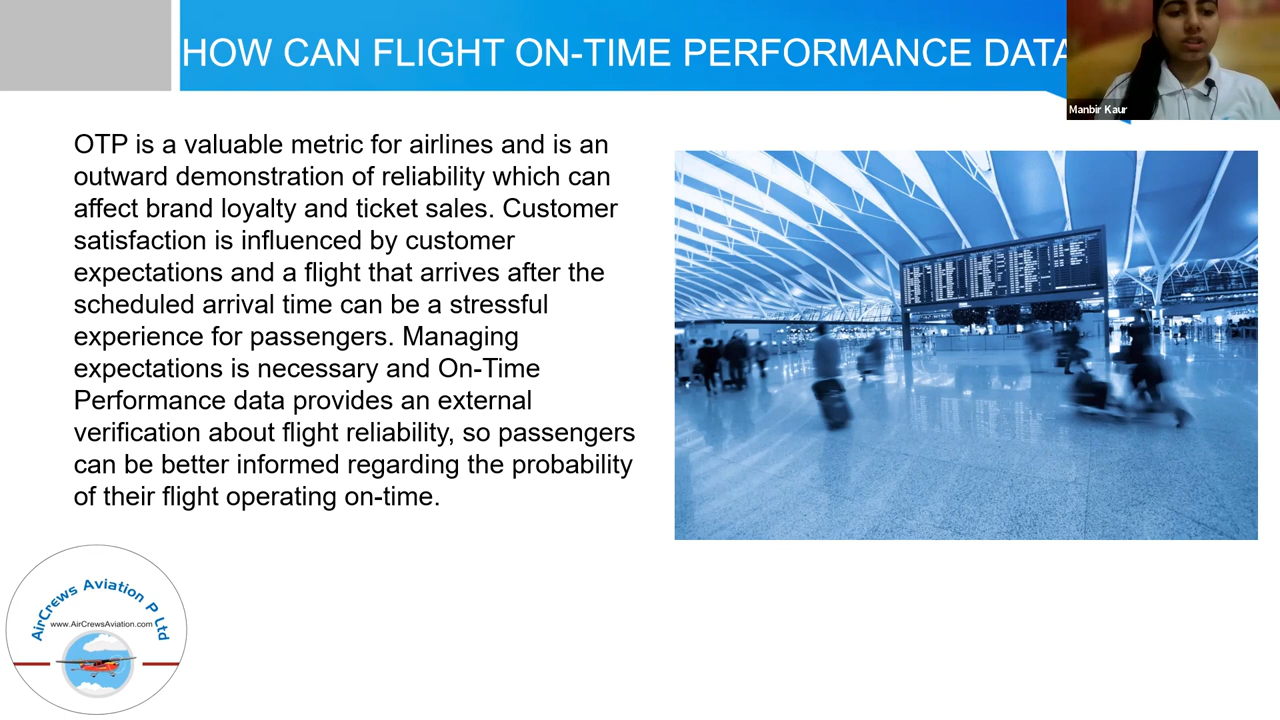 HOW CAN FLIGHT ON-TIME PERFORMANCE DATA
Manbir Kaur
OTP is a valuable metric for airlines and is an
outward demonstration of reliability which can
affect brand loyalty and ticket sales. Customer
satisfaction is influenced by customer
expectations and a flight that arrives after the
scheduled arrival time can be a stressful
experience for passengers. Managing
expectations is necessary and On-Time
Performance data provides an external
verification about flight reliability, so passengers
can be better informed regarding the probability
of their flight operating on-time.
AirCrews Aviation P Ltd
www.AirCrewsAviation.com